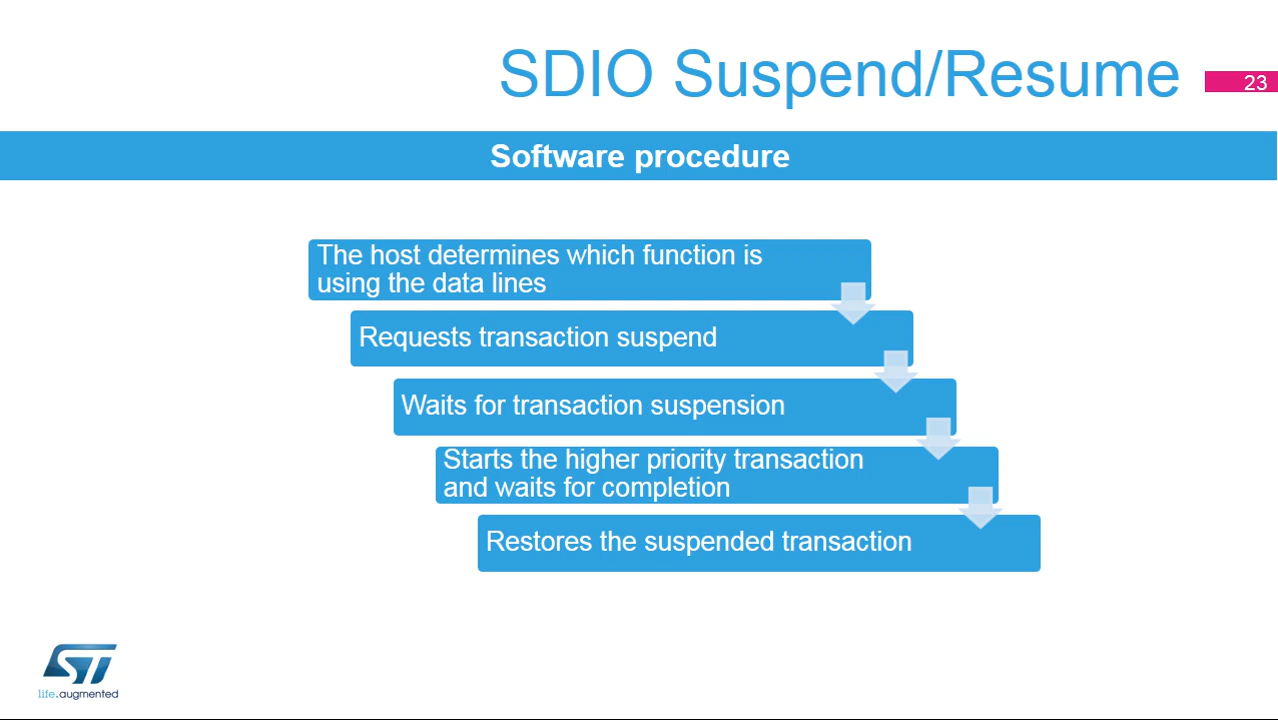 SDIO Suspend/Resume
23
Software procedure
The host determines which function is
using the data lines
Requests transaction suspend
Waits for transaction suspension
Starts the higher priority transaction
and waits for completion
Restores the suspended transaction
ST
life.augmented